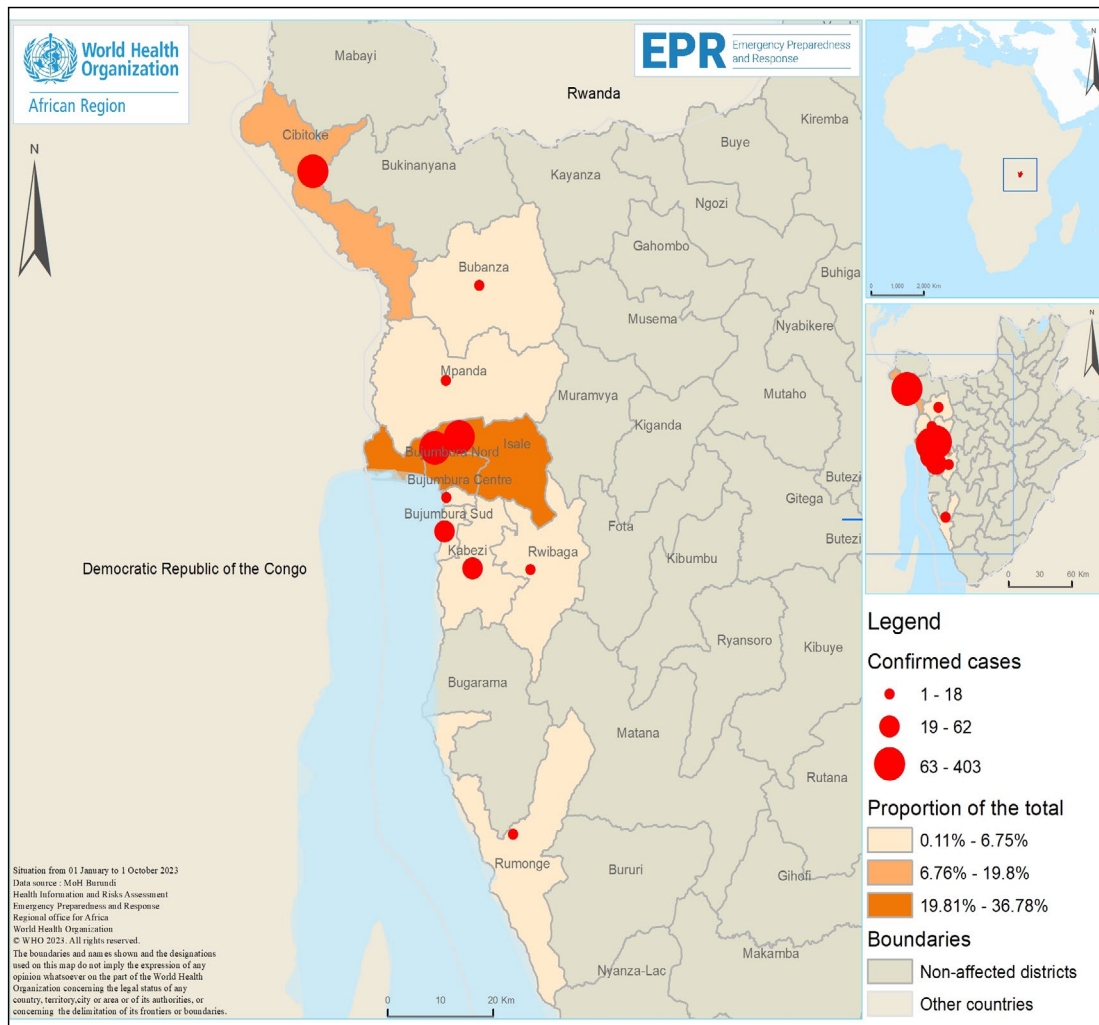 World Health
Organization
African Region
EPR
Emergency Preparedness
and Response
N
Mabayi
Rwanda
Kiremba
Cibitoke
Buye
Bukinanyana
Kayanza
Ngozi
Gahombo
Bubanza
Buhiga
Musema
Nyabikere
Mpanda
Muramvya
Mutaho
Kiganda
Isale
Bujumbura Nord
Bujumbura Centre
Butezi
Gitega
Bujumbura Sud
Fota
Butezi
Kabezi
Rwibaga
Kibumbu
Democratic Republic of the Congo
Ryansoro
Kibuye
Bugarama
Matana
Rutana
Rumonge
Bururi
Gihofi
Makamba
Nyanza-Lac
Situation from 01 January to 1 October 2023
Data source : MoH Burundi
Health Information and Risks Assessment
Emergency Preparedness and Response
Regional office for Africa
World Health Organization
© WHO 2023. All rights reserved.
The boundaries and names shown and the designations
used on this map do not imply the expression of any
opinion whatsoever on the part of the World Health
Organization concerning the legal status of any
country, territory,city or area or of its authorities, or
concerning the delimitation of its frontiers or boundaries.
0 10 20 Km
N
0 1,000 2,000 Km
N
0 30 60 Km
Legend
Confirmed cases
1 - 18
19 - 62
63 - 403
Proportion of the total
0.11% - 6.75%
6.76% - 19.8%
19.81% - 36.78%
Boundaries
Non-affected districts
Other countries